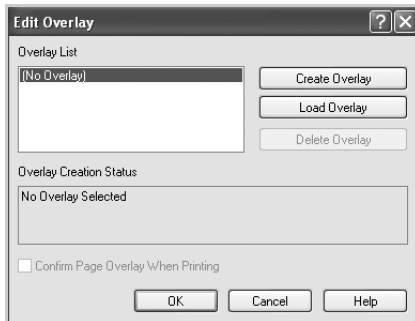 Edit Overlay
Overlay List
(No Overlay)
Create Overlay
Load Overlay
Delete Overlay
Overlay Creation Status
No Overlay Selected
Confirm Page Overlay When Printing
OK Cancel Help